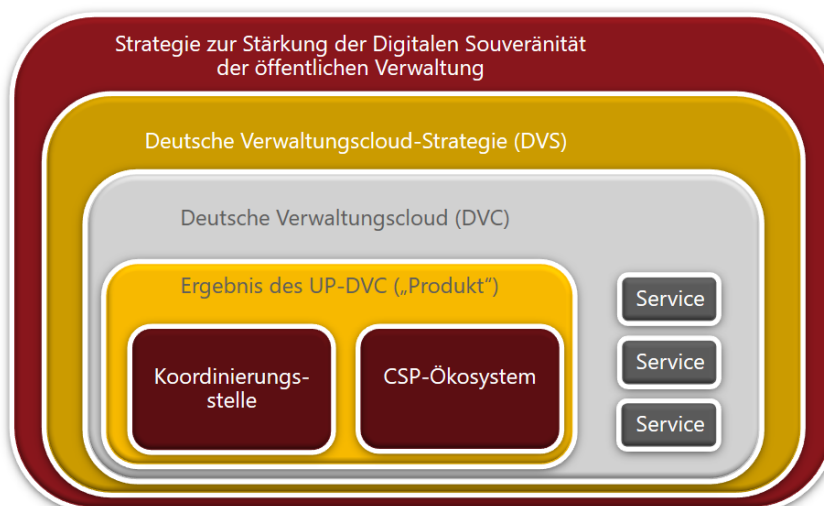 Strategie zur Stärkung der Digitalen Souveränität
der öffentlichen Verwaltung
Deutsche Verwaltungscloud-Strategie (DVS)
Deutsche Verwaltungscloud (DVC)
Ergebnis des UP-DVC („Produkt“)
Koordinierungs-
stelle
CSP-Ökosystem
Service
Service
Service